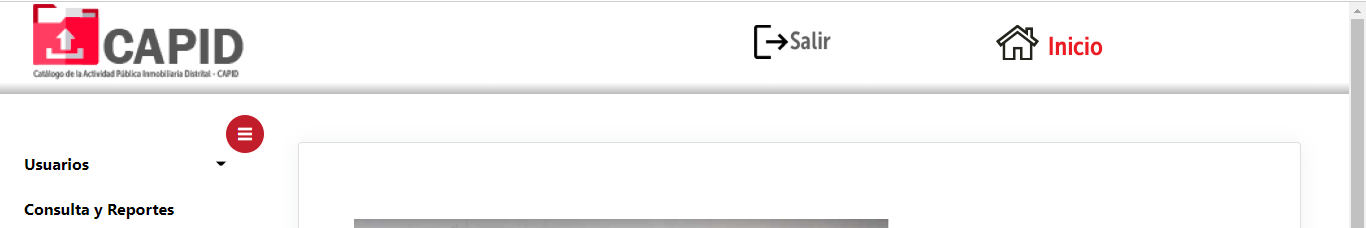 CAPID
Catálogo de la Actividad Pública Inmobiliaria Distrital - CAPID
Salir
Inicio
Usuarios
Consulta y Reportes